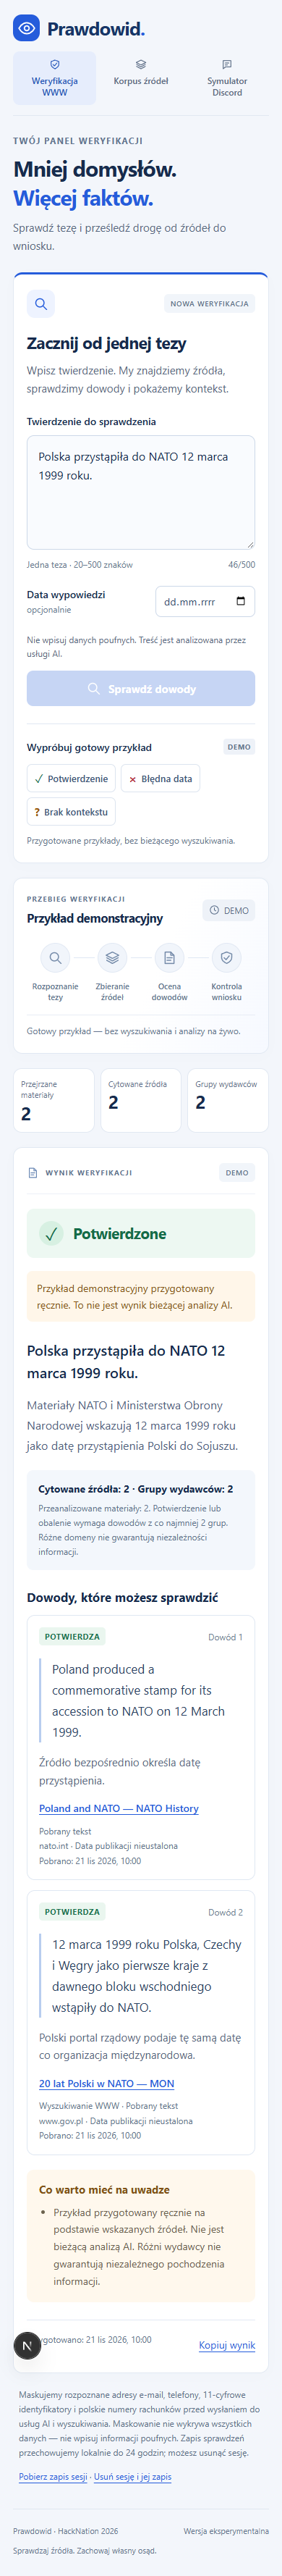 Prawdowid.
Weryfikacja
WWW
Korpus źródeł
Symulator
Discord
TWÓJ PANEL WERYFIKACJI
Mniej domysłów.
Więcej faktów.
Sprawdź tezę i prześledź drogę od źródeł do
wniosku.
NOWA WERYFIKACJA
Zacznij od jednej tezy
Wpisz twierdzenie. My znajdziemy źródła,
sprawdzimy dowody i pokażemy kontekst.
Twierdzenie do sprawdzenia
Polska przystąpiła do NATO 12 marca
1999 roku.
Jedna teza · 20–500 znaków 46/500
Data wypowiedzi
opcjonalnie
dd.mm.rrrr
Nie wpisuj danych poufnych. Treść jest analizowana przez
usługi AI.
Sprawdź dowody
Wypróbuj gotowy przykład DEMO
✓ Potwierdzenie
× Błędna data
? Brak kontekstu
Przygotowane przykłady, bez bieżącego wyszukiwania.
PRZEBIEG WERYFIKACJI
Przykład demonstracyjny
DEMO
Rozpoznanie
tezy
Zbieranie
źródeł
Ocena
dowodów
Kontrola
wniosku
Gotowy przykład — bez wyszukiwania i analizy na żywo.
Przejrzane
materiały
2
Cytowane źródła
2
Grupy wydawców
2
WYNIK WERYFIKACJI DEMO
✓ Potwierdzone
Przykład demonstracyjny przygotowany
ręcznie. To nie jest wynik bieżącej analizy AI.
Polska przystąpiła do NATO 12
marca 1999 roku.
Materiały NATO i Ministerstwa Obrony
Narodowej wskazują 12 marca 1999 roku
jako datę przystąpienia Polski do Sojuszu.
Cytowane źródła: 2 · Grupy wydawców: 2
Przeanalizowane materiały: 2. Potwierdzenie lub
obalenie wymaga dowodów z co najmniej 2 grup.
Różne domeny nie gwarantują niezależności
informacji.
Dowody, które możesz sprawdzić
POTWIERDZA Dowód 1
Poland produced a
commemorative stamp for its
accession to NATO on 12 March
1999.
Źródło bezpośrednio określa datę
przystąpienia.
Poland and NATO — NATO History
Pobrany tekst
nato.int · Data publikacji nieustalona
Pobrano: 21 lis 2026, 10:00
POTWIERDZA Dowód 2
12 marca 1999 roku Polska, Czechy
i Węgry jako pierwsze kraje z
dawnego bloku wschodniego
wstąpiły do NATO.
Polski portal rządowy podaje tę samą datę
co organizacja międzynarodowa.
20 lat Polski w NATO — MON
Wyszukiwanie WWW · Pobrany tekst
www.gov.pl · Data publikacji nieustalona
Pobrano: 21 lis 2026, 10:00
Co warto mieć na uwadze
• Przykład przygotowany ręcznie na
podstawie wskazanych źródeł. Nie jest
bieżącą analizą AI. Różni wydawcy nie
gwarantują niezależnego pochodzenia
informacji.
N
ygotowano: 21 lis 2026, 10:00
Kopiuj wynik
Maskujemy rozpoznane adresy e-mail, telefony, 11-cyfrowe
identyfikatory i polskie numery rachunków przed wysłaniem do
usług AI i wyszukiwania. Maskowanie nie wykrywa wszystkich
danych — nie wpisuj informacji poufnych. Zapis sprawdzeń
przechowujemy lokalnie do 24 godzin; możesz usunąć sesję.
Pobierz zapis sesji · Usuń sesję i jej zapis
Prawdowid · HackNation 2026 Wersja eksperymentalna
Sprawdzaj źródła. Zachowaj własny osąd.